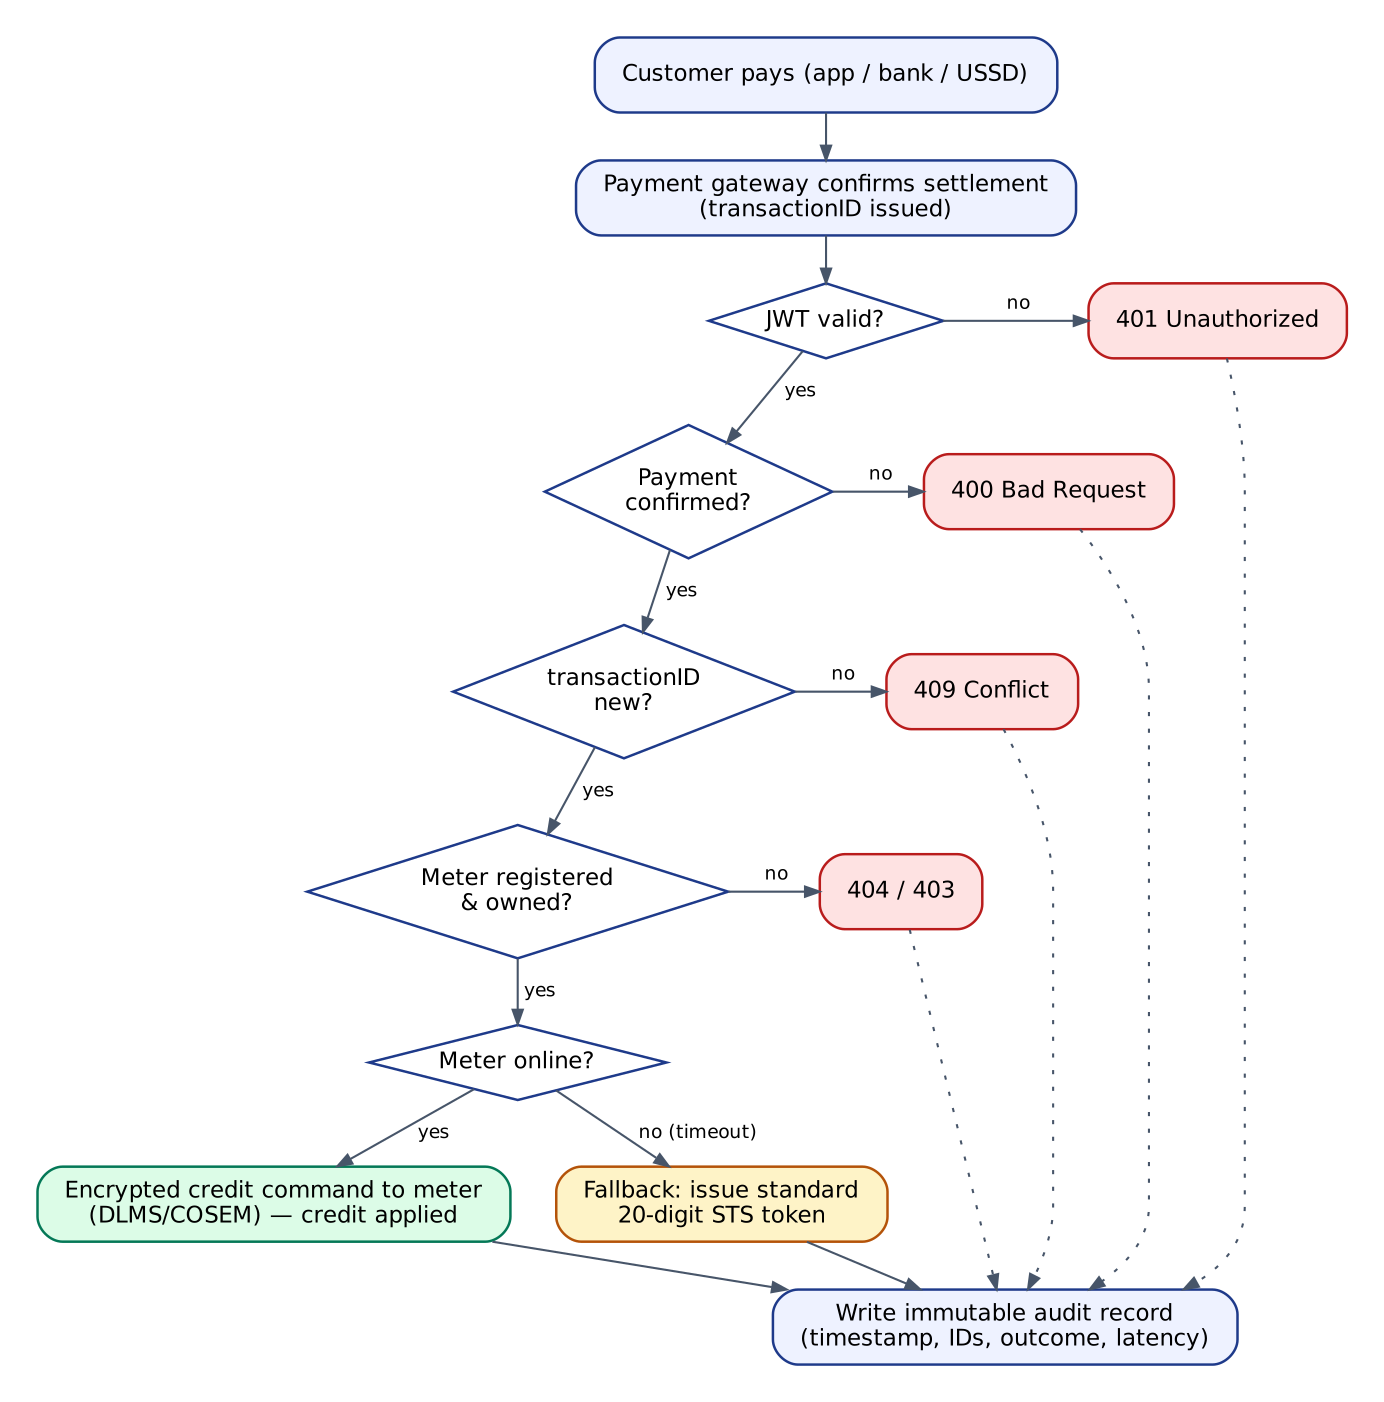 Customer pays (app / bank / USSD)
Payment gateway confirms settlement
(transactionID issued)
JWT valid?
no
401 Unauthorized
yes
Payment
confirmed?
no
400 Bad Request
yes
transactionID
new?
no
409 Conflict
yes
Meter registered
& owned?
no
404 / 403
yes
Meter online?
yes
no (timeout)
Encrypted credit command to meter
(DLMS/COSEM) — credit applied
Fallback: issue standard
20-digit STS token
Write immutable audit record
(timestamp, IDs, outcome, latency)